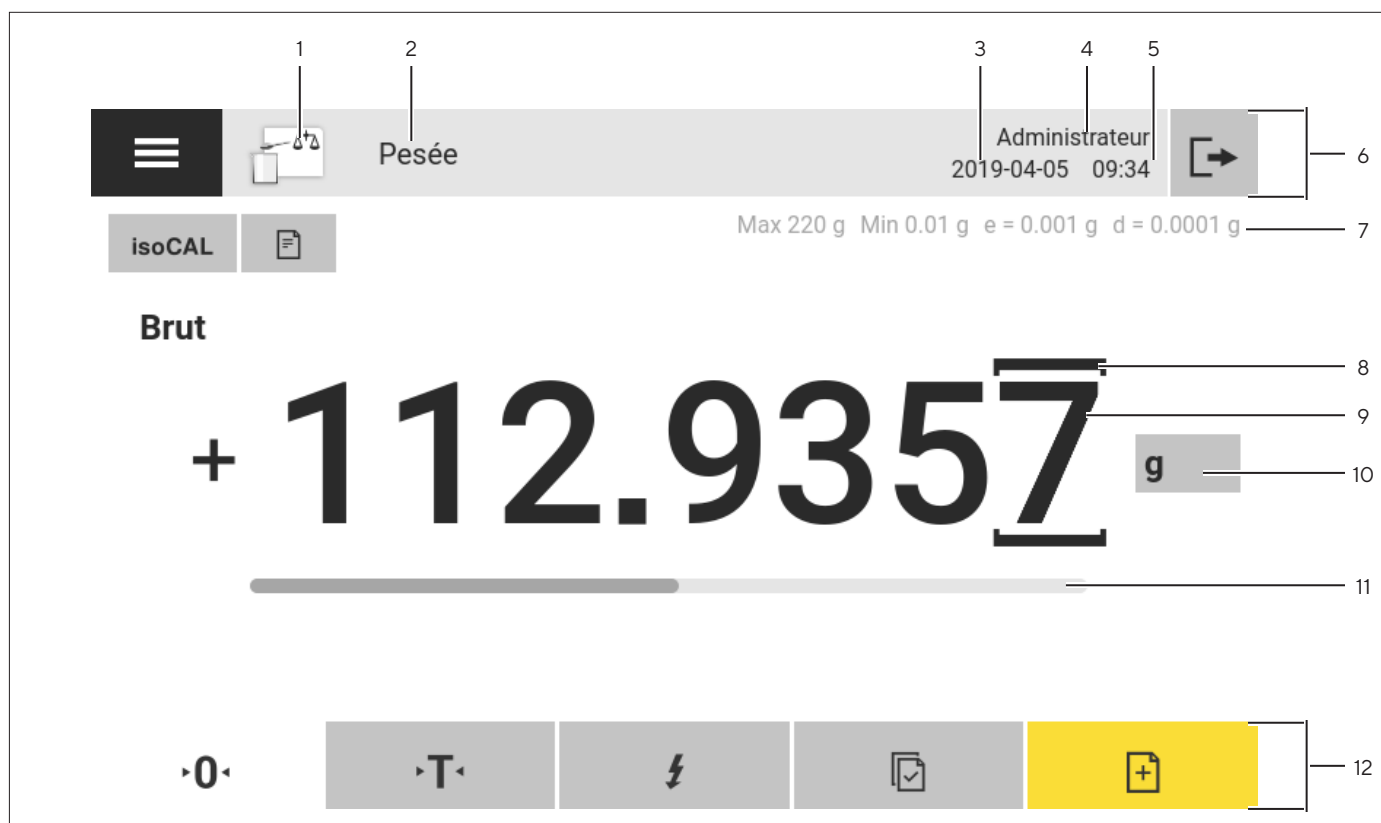 1 2 3 4 5
Administrateur
Pesée
2019-04-05 09:34
6
Max 220 g Min 0.01 g e = 0.001 g d = 0.0001 g
7
isoCAL
Brut
8
+ 112.9357
9
g
10
11
0 T
12